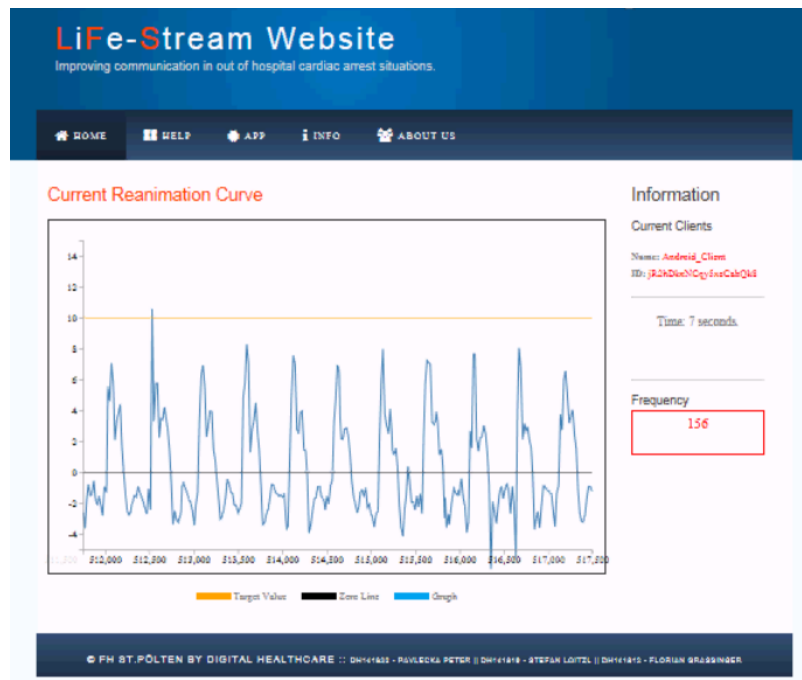 LiFe-Stream Website
Improving communication in out of hospital cardiac arrest situations.
HOME HELP APP INFO ABOUT US
Current Reanimation Curve
Information
Current Clients
Name: Android_Client
ID:
Time: 7 seconds.
Frequency
156
14
12
10
8
6
4
2
0
-2
-4
511,500 512,000 512,500 513,000 513,500 514,000 514,500 515,000 515,500 516,000 516,500 517,000 517,500
Target Value Zero Line Graph
© FH ST.PÖLTEN BY DIGITAL HEALTHCARE :: - PAVLECKA PETER || - STEFAN LOITZL || - FLORIAN GRASSINGER